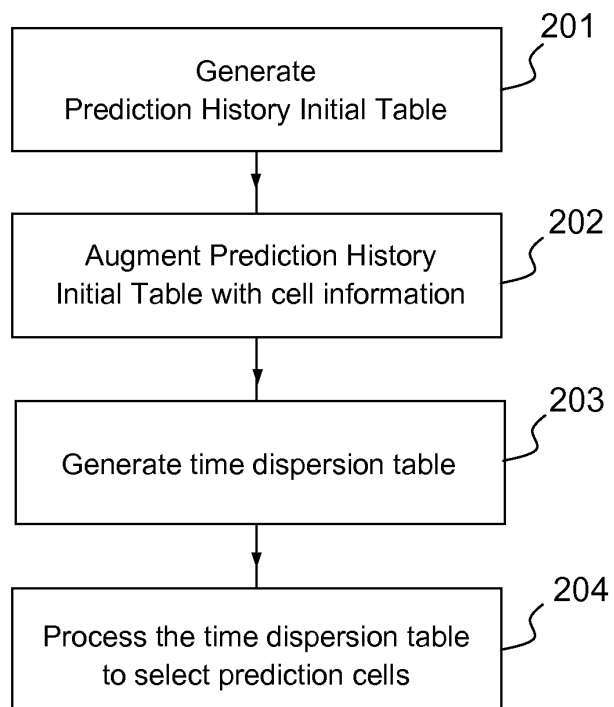 201
Generate
Prediction History Initial Table
202
Augment Prediction History
Initial Table with cell information
203
Generate time dispersion table
204
Process the time dispersion table
to select prediction cells